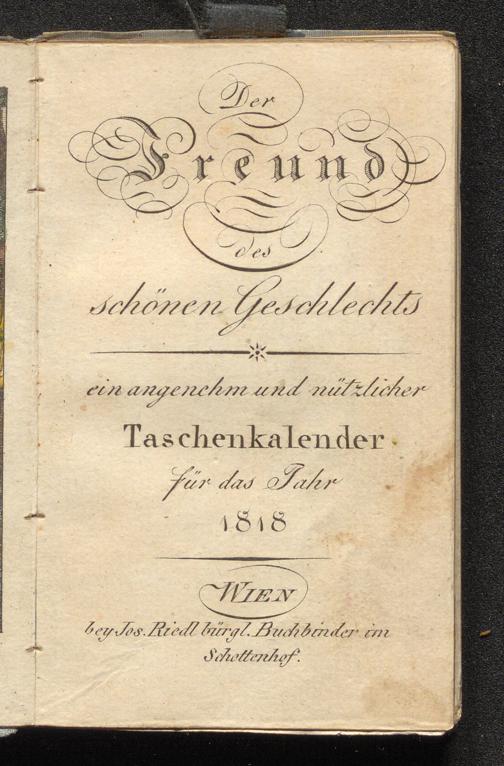 Der
Freund
des
schönen Geschlechts
ein angenehm und nützlicher
Taschenkalender
für das Jahr
1818
WIEN
bey Jos. Riedl bürgl. Buchbinder im
Schottenhof.